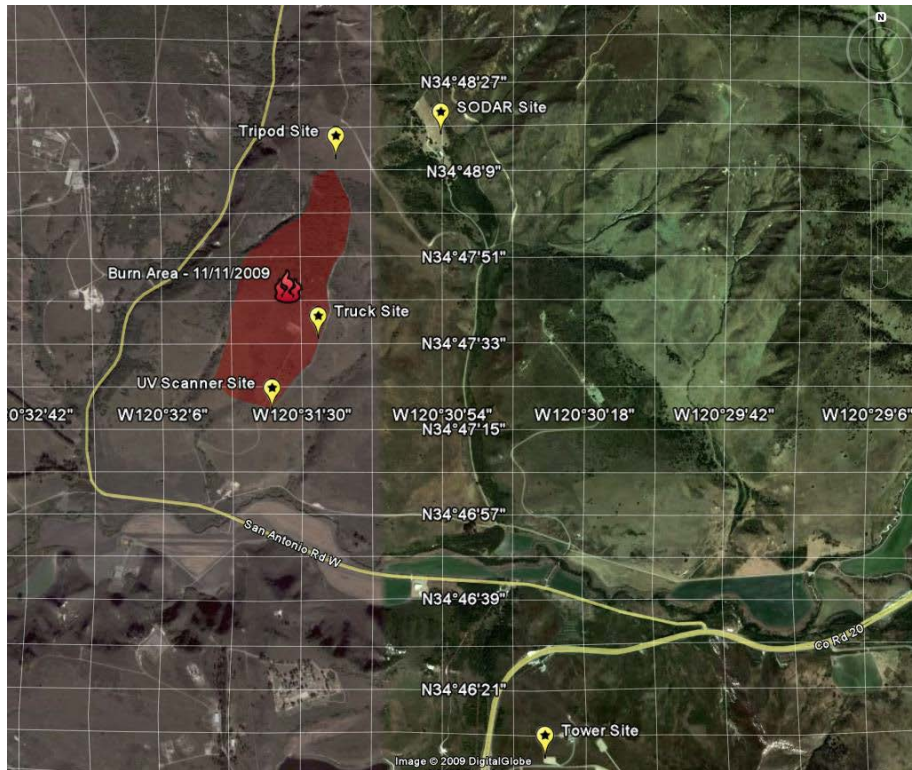 N
N34°48'27"
SODAR Site
Tripod Site
N34°48'9"
N34°47'51"
Burn Area - 11/11/2009
Truck Site
N34°47'33"
UV Scanner Site
20°32'42"
W120°32'6"
W120°31'30"
W120°30'54"
W120°30'18"
W120°29'42"
W120°29'6"
N34°47'15"
N34°46'57"
San Antonio Rd W
N34°46'39"
Co Rd 20
N34°46'21"
Tower Site
Image © 2009 DigitalGlobe